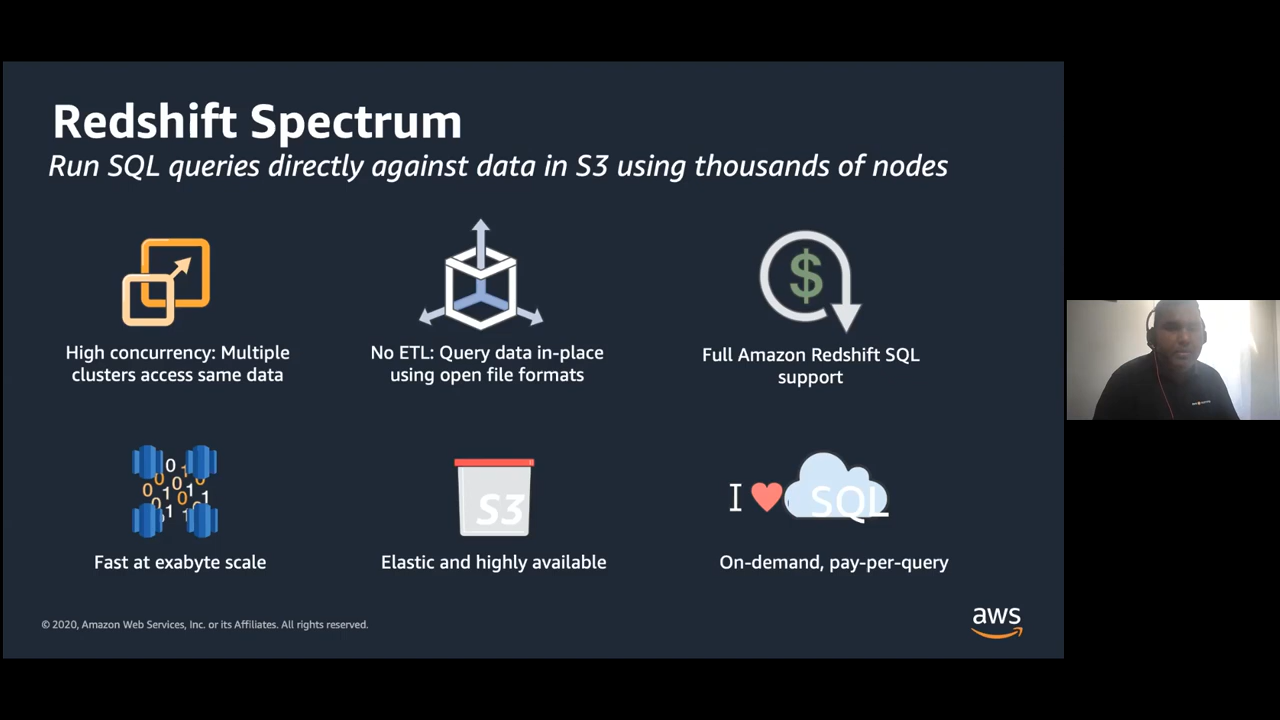 Redshift Spectrum
Run SQL queries directly against data in S3 using thousands of nodes
High concurrency: Multiple
clusters access same data
No ETL: Query data in-place
using open file formats
$
Full Amazon Redshift SQL
support
Fast at exabyte scale
S3
Elastic and highly available
I ♥ SQL
On-demand, pay-per-query
© 2020, Amazon Web Services, Inc. or its Affiliates. All rights reserved.
aws